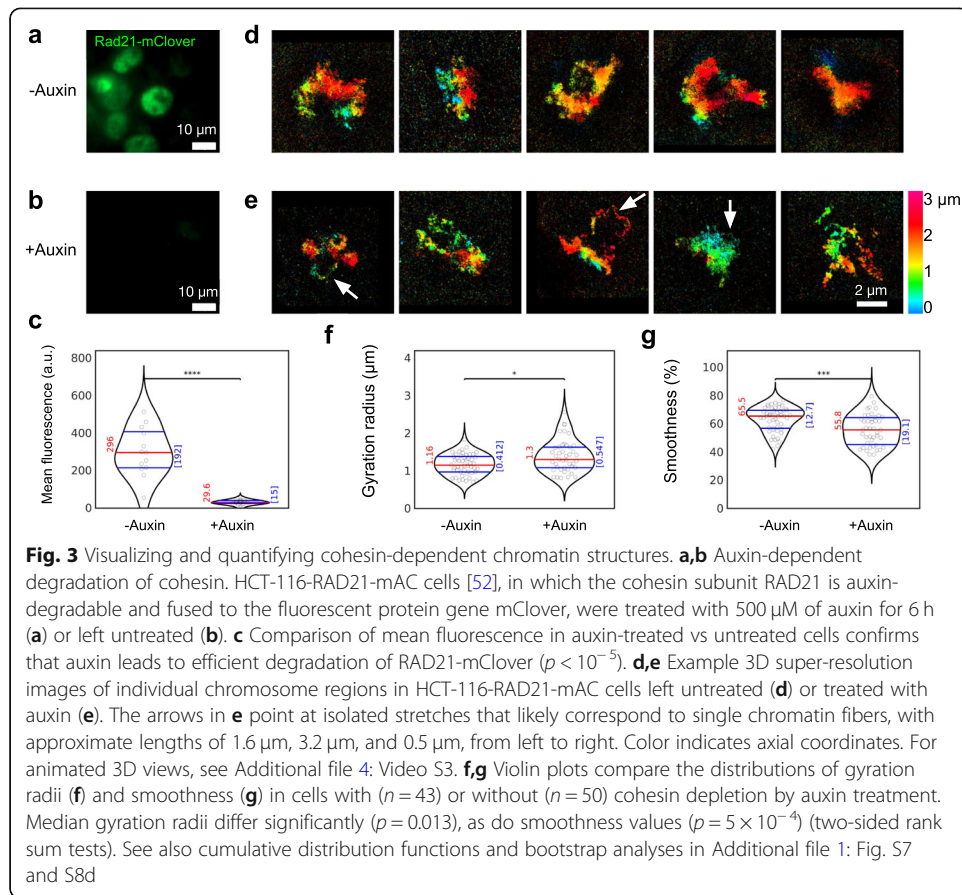 a
Rad21-mClover
-Auxin
10 μm
d
b
+Auxin
10 μm
e
3 μm
2
1
0
2 μm
c
Mean fluorescence (a.u.)
800
600
400
200
0
****
296
[192]
29.6
[15]
-Auxin
+Auxin
f
Gyration radius (μm)
4
3
2
1
0
*
1.16
[0.412]
1.3
[0.547]
-Auxin
+Auxin
g
Smoothness (%)
100
80
60
40
20
0
***
65.5
[12.7]
55.8
[19.1]
-Auxin
+Auxin
Fig. 3 Visualizing and quantifying cohesin-dependent chromatin structures. a,b Auxin-dependent
degradation of cohesin. HCT-116-RAD21-mAC cells [52], in which the cohesin subunit RAD21 is auxin-
degradable and fused to the fluorescent protein gene mClover, were treated with 500 μM of auxin for 6 h
(a) or left untreated (b). c Comparison of mean fluorescence in auxin-treated vs untreated cells confirms
that auxin leads to efficient degradation of RAD21-mClover (p < 10⁻⁵). d,e Example 3D super-resolution
images of individual chromosome regions in HCT-116-RAD21-mAC cells left untreated (d) or treated with
auxin (e). The arrows in e point at isolated stretches that likely correspond to single chromatin fibers, with
approximate lengths of 1.6 μm, 3.2 μm, and 0.5 μm, from left to right. Color indicates axial coordinates. For
animated 3D views, see Additional file 4: Video S3. f,g Violin plots compare the distributions of gyration
radii (f) and smoothness (g) in cells with (n = 43) or without (n = 50) cohesin depletion by auxin treatment.
Median gyration radii differ significantly (p = 0.013), as do smoothness values (p = 5 × 10⁻⁴) (two-sided rank
sum tests). See also cumulative distribution functions and bootstrap analyses in Additional file 1: Fig. S7
and S8d